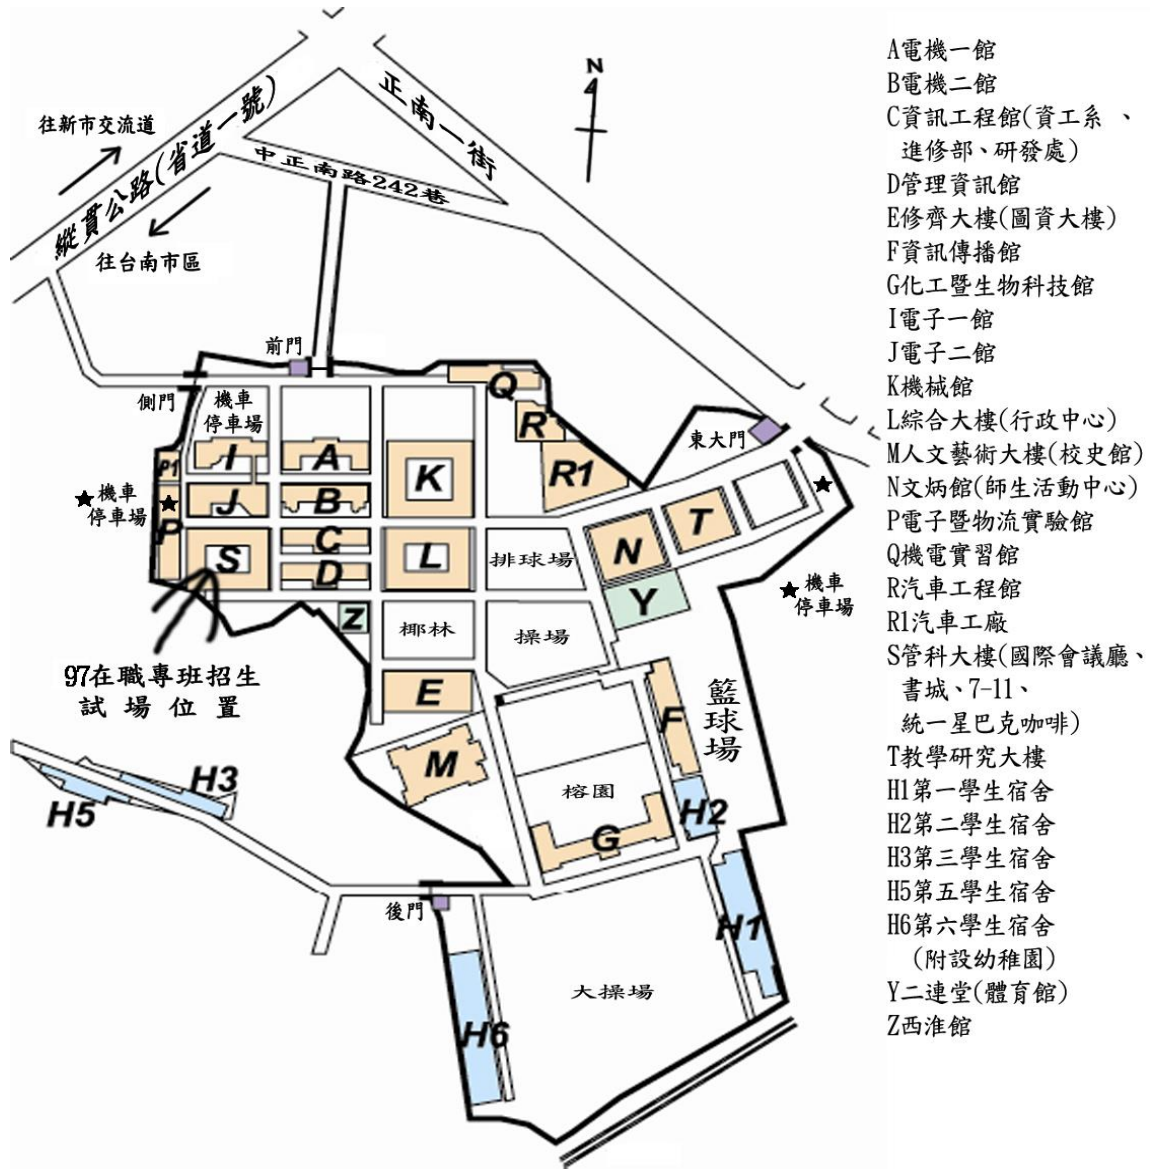 N
正南一街
往新市交流道
縱貫公路(省道一號)
中正南路242巷
往台南市區
前門
側門
機車
停車場
東大門
Q
R
R1
I
A
K
P1
★機車
停車場
★
J
B
P
S
C
D
L
排球場
N
T
★
★機車
停車場
Y
Z
椰林
操場
97在職專班招生
試場位置
E
M
F
籃球場
榕園
H3
H5
H2
G
後門
H1
大操場
H6
A電機一館
B電機二館
C資訊工程館(資工系 、
進修部、研發處)
D管理資訊館
E修齊大樓(圖資大樓)
F資訊傳播館
G化工暨生物科技館
I電子一館
J電子二館
K機械館
L綜合大樓(行政中心)
M人文藝術大樓(校史館)
N文炳館(師生活動中心)
P電子暨物流實驗館
Q機電實習館
R汽車工程館
R1汽車工廠
S管科大樓(國際會議廳、
書城、7-11、
統一星巴克咖啡)
T教學研究大樓
H1第一學生宿舍
H2第二學生宿舍
H3第三學生宿舍
H5第五學生宿舍
H6第六學生宿舍
(附設幼稚園)
Y二連堂(體育館)
Z西淮館